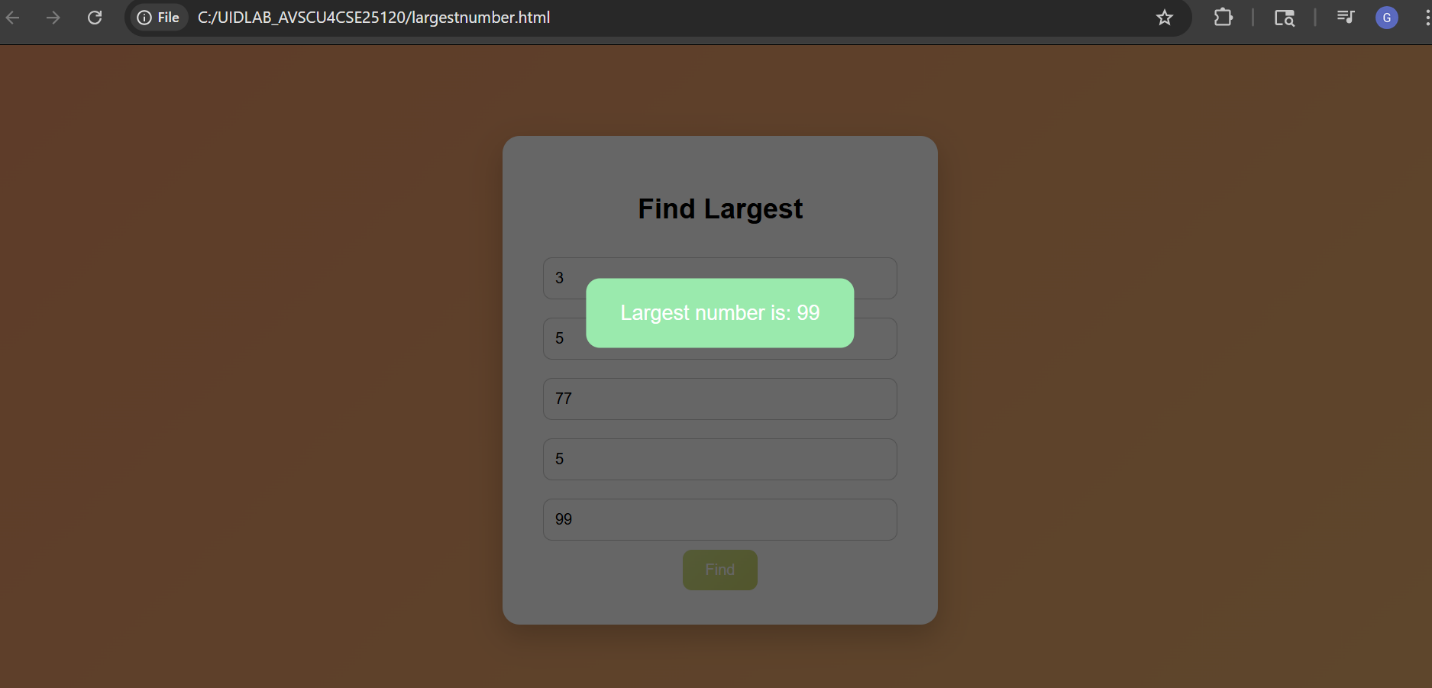 File C:/UIDLAB_AVSCU4CSE25120/largestnumber.html G
Find Largest
3
Largest number is: 99
5
77
5
99
Find